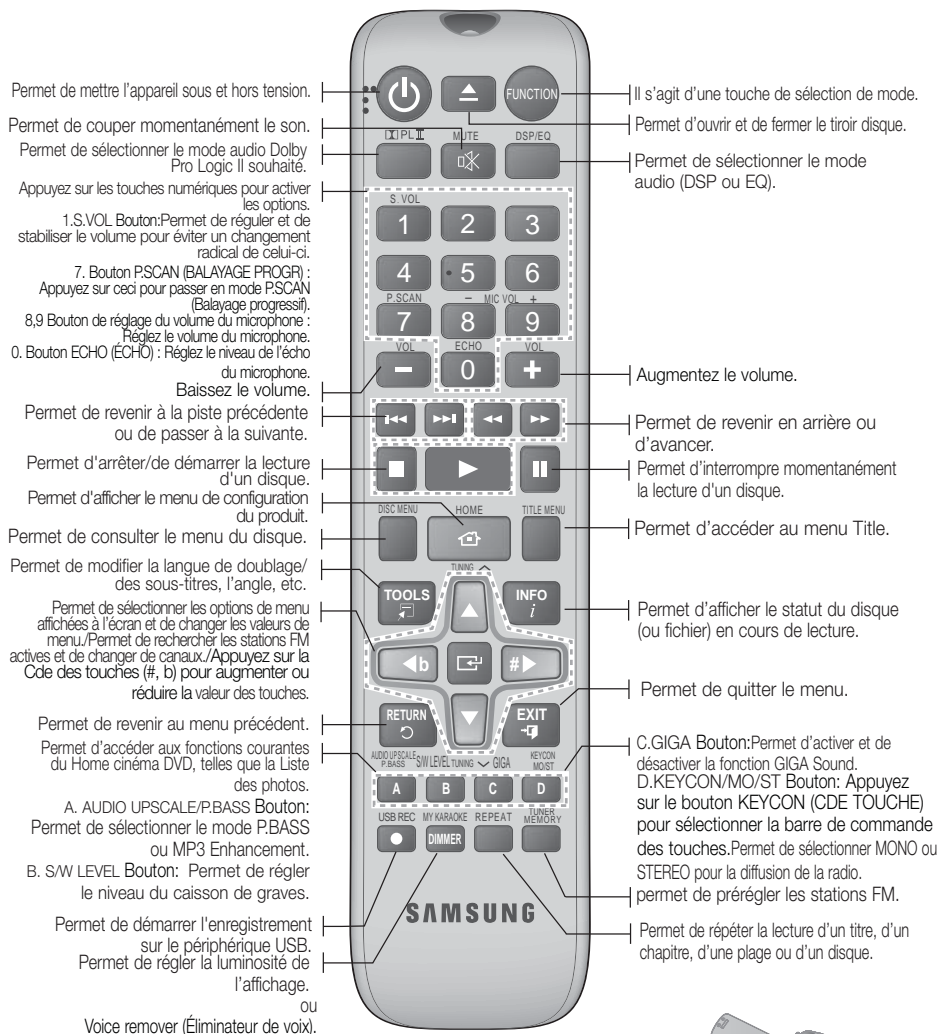 Permet de mettre l'appareil sous et hors tension.
Permet de couper momentanément le son.
Permet de sélectionner le mode audio Dolby
Pro Logic II souhaité.
Appuyez sur les touches numériques pour activer
les options.
1.S.VOL Bouton:Permet de réguler et de
stabiliser le volume pour éviter un changement
radical de celui-ci.
7. Bouton P.SCAN (BALAYAGE PROGR) :
Appuyez sur ceci pour passer en mode P.SCAN
(Balayage progressif).
8,9 Bouton de réglage du volume du microphone :
Réglez le volume du microphone.
0. Bouton ECHO (ÉCHO) : Réglez le niveau de l'écho
du microphone.
Baissez le volume.
Permet de revenir à la piste précédente
ou de passer à la suivante.
Permet d'arrêter/de démarrer la lecture
d'un disque.
Permet d'afficher le menu de configuration
du produit.
Permet de consulter le menu du disque.
Permet de modifier la langue de doublage/
des sous-titres, l'angle, etc.
Permet de sélectionner les options de menu
affichées à l'écran et de changer les valeurs de
menu./Permet de rechercher les stations FM
actives et de changer de canaux./Appuyez sur la
Cde des touches (#, b) pour augmenter ou
réduire la valeur des touches.
Permet de revenir au menu précédent.
Permet d'accéder aux fonctions courantes
du Home cinéma DVD, telles que la Liste
des photos.
A. AUDIO UPSCALE/P.BASS Bouton:
Permet de sélectionner le mode P.BASS
ou MP3 Enhancement.
B. S/W LEVEL Bouton: Permet de régler
le niveau du caisson de graves.
Permet de démarrer l'enregistrement
sur le périphérique USB.
Permet de régler la luminosité de
l'affichage.
ou
Voice remover (Éliminateur de voix).
FUNCTION
PL II MUTE DSP/EQ
S. VOL
1 2 3
4 5 6
P.SCAN − MIC VOL +
7 8 9
VOL ECHO VOL
− 0 +
DISC MENU HOME TITLE MENU
TUNING
TOOLS INFO
i
b #
RETURN EXIT
AUDIO UPSCALE P.BASS S/W LEVEL TUNING GIGA KEYCON MO/ST
A B C D
USB REC MY KARAOKE REPEAT TUNER MEMORY
DIMMER
SAMSUNG
Il s'agit d'une touche de sélection de mode.
Permet d'ouvrir et de fermer le tiroir disque.
Permet de sélectionner le mode
audio (DSP ou EQ).
Augmentez le volume.
Permet de revenir en arrière ou
d'avancer.
Permet d'interrompre momentanément
la lecture d'un disque.
Permet d'accéder au menu Title.
Permet d'afficher le statut du disque
(ou fichier) en cours de lecture.
Permet de quitter le menu.
C.GIGA Bouton:Permet d'activer et de
désactiver la fonction GIGA Sound.
D.KEYCON/MO/ST Bouton: Appuyez
sur le bouton KEYCON (CDE TOUCHE)
pour sélectionner la barre de commande
des touches.Permet de sélectionner MONO ou
STEREO pour la diffusion de la radio.
permet de prérégler les stations FM.
Permet de répéter la lecture d'un titre, d'un
chapitre, d'une plage ou d'un disque.